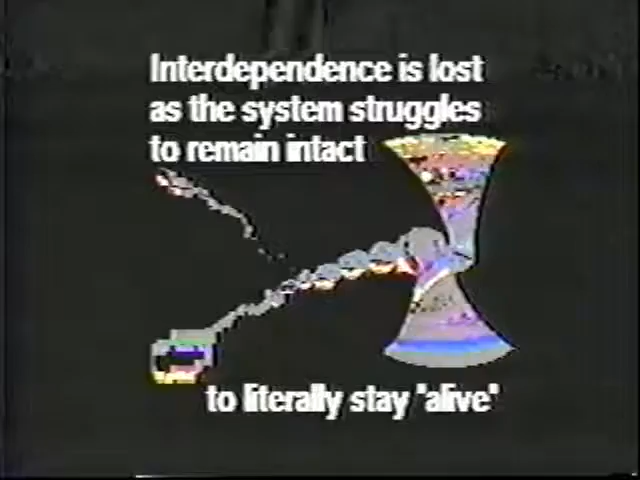 Interdependence is lost
as the system struggles
to remain intact
to literally stay "alive"